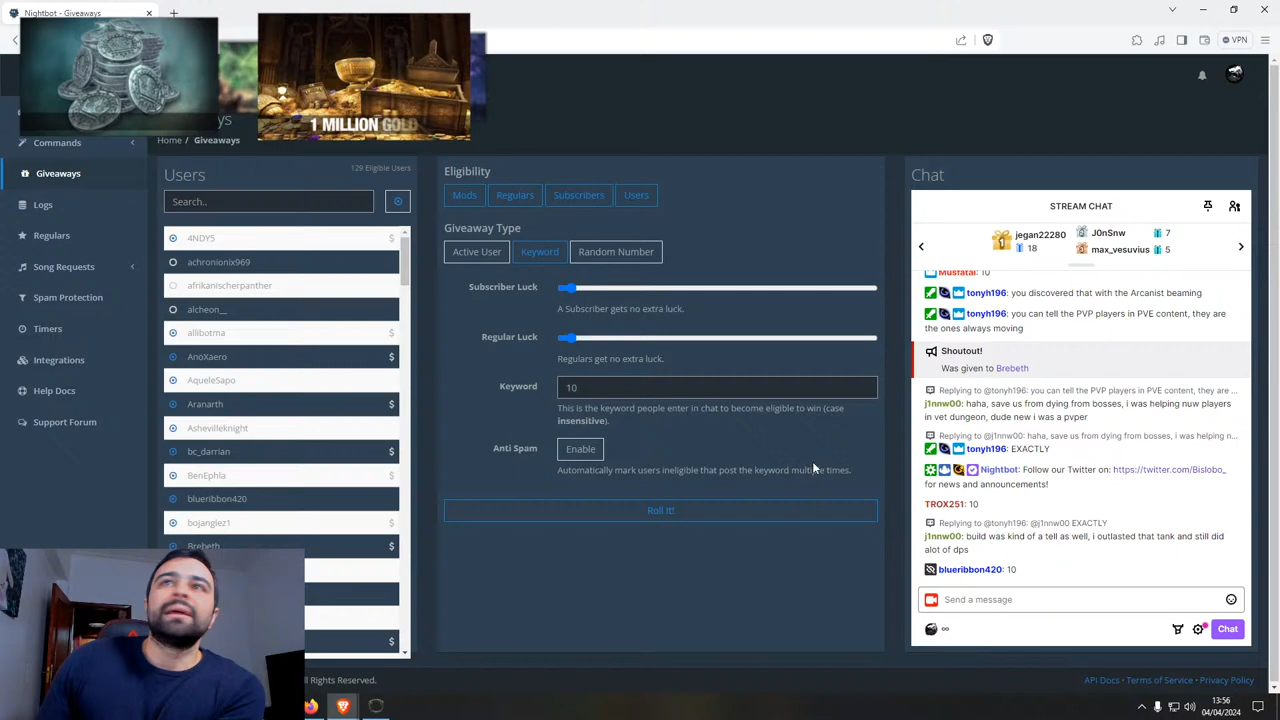 Nightbot - Giveaways
VPN
1 MILLION GOLD
Commands
Home / Giveaways
Giveaways
Logs
Regulars
Song Requests
Spam Protection
Timers
Integrations
Help Docs
Support Forum
129 Eligible Users
Users
Search..
4NDY5 $
achronionix969
afrikanischerpanther
alcheon__
allibotma $
AnoXaero $
AqueleSapo $
Aranarth $
Ashevilleknight $
bc_darrian $
BenEphla $
blueribbon420
bojanglez1 $
Brebeth $
$
Eligibility
Mods Regulars Subscribers Users
Giveaway Type
Active User Keyword Random Number
Subscriber Luck
A Subscriber gets no extra luck.
Regular Luck
Regulars get no extra luck.
Keyword 10
This is the keyword people enter in chat to become eligible to win (case
insensitive).
Anti Spam Enable
Automatically mark users ineligible that post the keyword multiple times.
Roll It!
Chat
STREAM CHAT
jegan22280
18
J0nSnw 7
max_vesuvius 5
Musfatal: 10
tonyh196: you discovered that with the Arcanist beaming
tonyh196: you can tell the PVP players in PVE content, they are
the ones always moving
Shoutout!
Was given to Brebeth
Replying to @tonyh196: you can tell the PVP players in PVE content, they are ...
j1nnw00: haha, save us from dying from bosses, i was helping nuw players
in vet dungeon, dude new i was a pvper
Replying to @j1nnw00: haha, save us from dying from bosses, i was helping n...
tonyh196: EXACTLY
Nightbot: Follow our Twitter on: https://twitter.com/Bislobo_
for news and announcements!
TROX251: 10
Replying to @tonyh196: @j1nnw00 EXACTLY
j1nnw00: build was kind of a tell as well, i outlasted that tank and still did
alot of dps
blueribbon420: 10
Send a message
∞
Chat
ll Rights Reserved.
API Docs • Terms of Service • Privacy Policy
13:56
04/04/2024